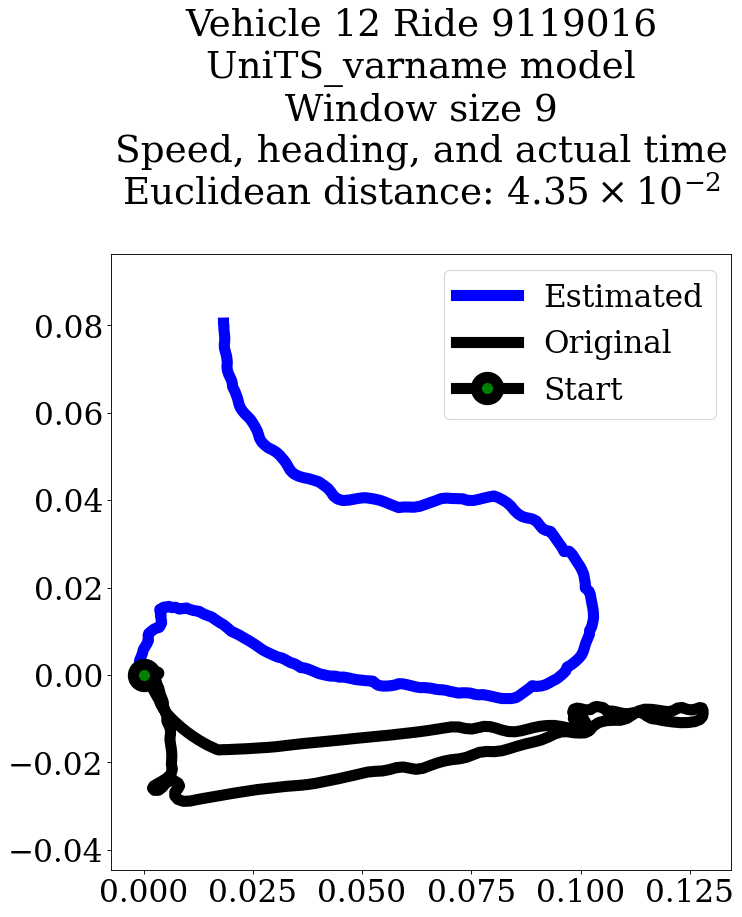 Vehicle 12 Ride 9119016
UniTS_varname model
Window size 9
Speed, heading, and actual time
Euclidean distance: 4.35 × 10⁻²
Estimated
Original
Start
0.08
0.06
0.04
0.02
0.00
−0.02
−0.04
0.000 0.025 0.050 0.075 0.100 0.125